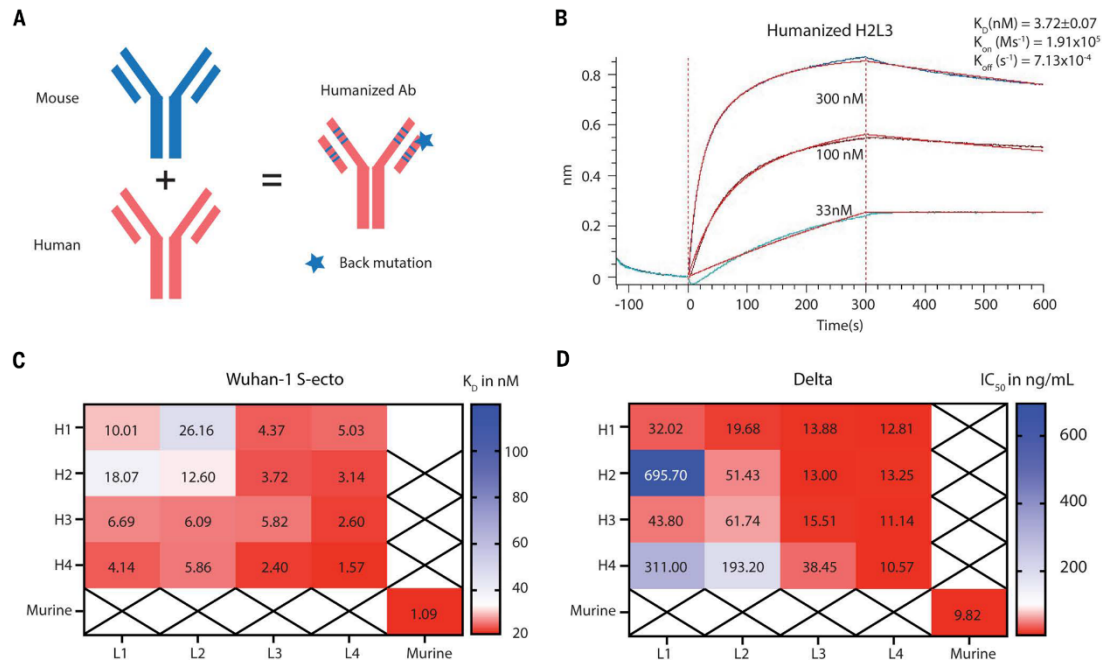 A
Mouse
+
Human
=
Humanized Ab
Back mutation
B
Humanized H2L3
K_D(nM) = 3.72±0.07
K_on (Ms⁻¹) = 1.91x10⁵
K_off (s⁻¹) = 7.13x10⁻⁴
nm
0.8
0.6
0.4
0.2
0
300 nM
100 nM
33nM
-100 0 100 200 300 400 500 600
Time(s)
C
Wuhan-1 S-ecto
K_D in nM
H1 10.01 26.16 4.37 5.03
H2 18.07 12.60 3.72 3.14
H3 6.69 6.09 5.82 2.60
H4 4.14 5.86 2.40 1.57
Murine 1.09
L1 L2 L3 L4 Murine
100
80
60
40
20
D
Delta
IC₅₀ in ng/mL
H1 32.02 19.68 13.88 12.81
H2 695.70 51.43 13.00 13.25
H3 43.80 61.74 15.51 11.14
H4 311.00 193.20 38.45 10.57
Murine 9.82
L1 L2 L3 L4 Murine
600
400
200